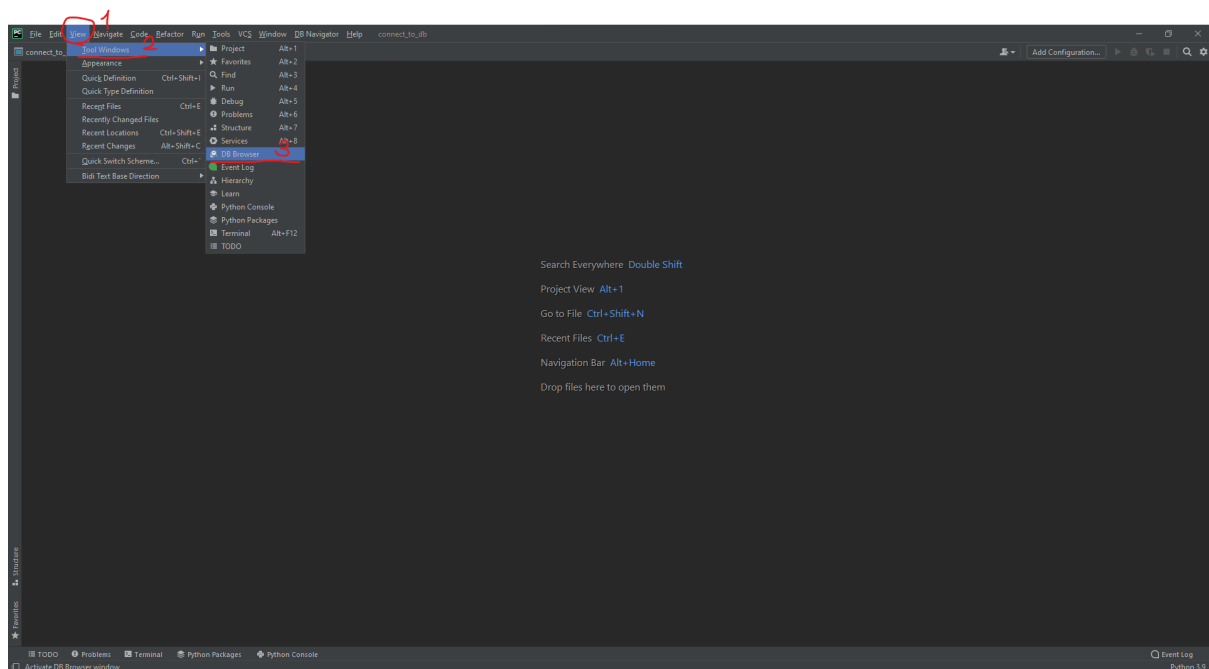 1
PC File Edit View Navigate Code Refactor Run Tools VCS Window DB Navigator Help connect_to_db
connect_to_
Add Configuration...
Tool Windows 2
Appearance
Quick Definition Ctrl+Shift+I
Quick Type Definition
Recent Files Ctrl+E
Recently Changed Files
Recent Locations Ctrl+Shift+E
Recent Changes Alt+Shift+C
Quick Switch Scheme... Ctrl+`
Bidi Text Base Direction
Project Alt+1
Favorites Alt+2
Find Alt+3
Run Alt+4
Debug Alt+5
Problems Alt+6
Structure Alt+7
Services Alt+8
DB Browser 3
Event Log
Hierarchy
Learn
Python Console
Python Packages
Terminal Alt+F12
TODO
Project
Search Everywhere Double Shift
Project View Alt+1
Go to File Ctrl+Shift+N
Recent Files Ctrl+E
Navigation Bar Alt+Home
Drop files here to open them
Structure
Favorites
TODO Problems Terminal Python Packages Python Console Event Log
Activate DB Browser window Python 3.9